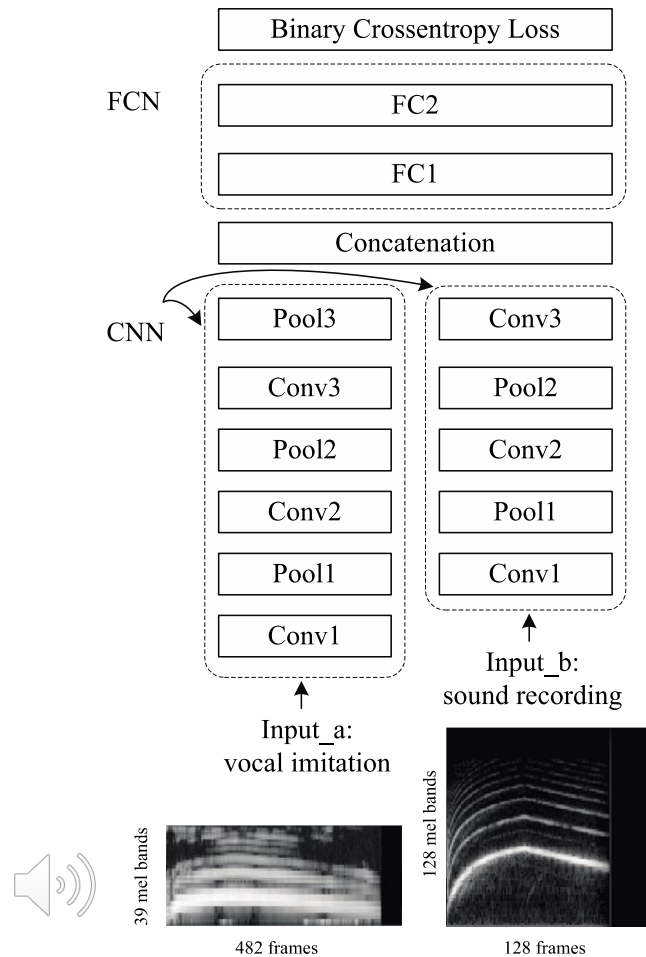 Binary Crossentropy Loss
FCN
FC2
FC1
Concatenation
CNN
Pool3
Conv3
Pool2
Conv2
Pool1
Conv1
Conv3
Pool2
Conv2
Pool1
Conv1
Input_a:
vocal imitation
Input_b:
sound recording
39 mel bands
482 frames
128 mel bands
128 frames